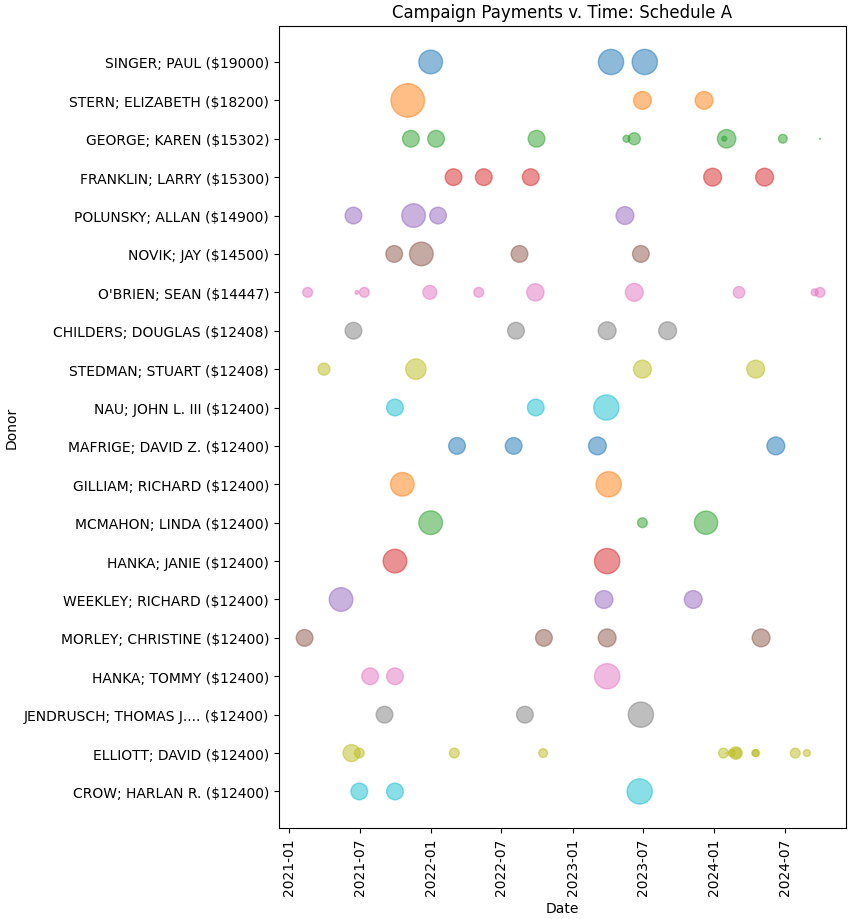 Campaign Payments v. Time: Schedule A
SINGER; PAUL ($19000)
STERN; ELIZABETH ($18200)
GEORGE; KAREN ($15302)
FRANKLIN; LARRY ($15300)
POLUNSKY; ALLAN ($14900)
NOVIK; JAY ($14500)
O'BRIEN; SEAN ($14447)
CHILDERS; DOUGLAS ($12408)
STEDMAN; STUART ($12408)
NAU; JOHN L. III ($12400)
MAFRIGE; DAVID Z. ($12400)
GILLIAM; RICHARD ($12400)
MCMAHON; LINDA ($12400)
HANKA; JANIE ($12400)
WEEKLEY; RICHARD ($12400)
MORLEY; CHRISTINE ($12400)
HANKA; TOMMY ($12400)
JENDRUSCH; THOMAS J.... ($12400)
ELLIOTT; DAVID ($12400)
CROW; HARLAN R. ($12400)
Donor
2021-01
2021-07
2022-01
2022-07
2023-01
2023-07
2024-01
2024-07
Date